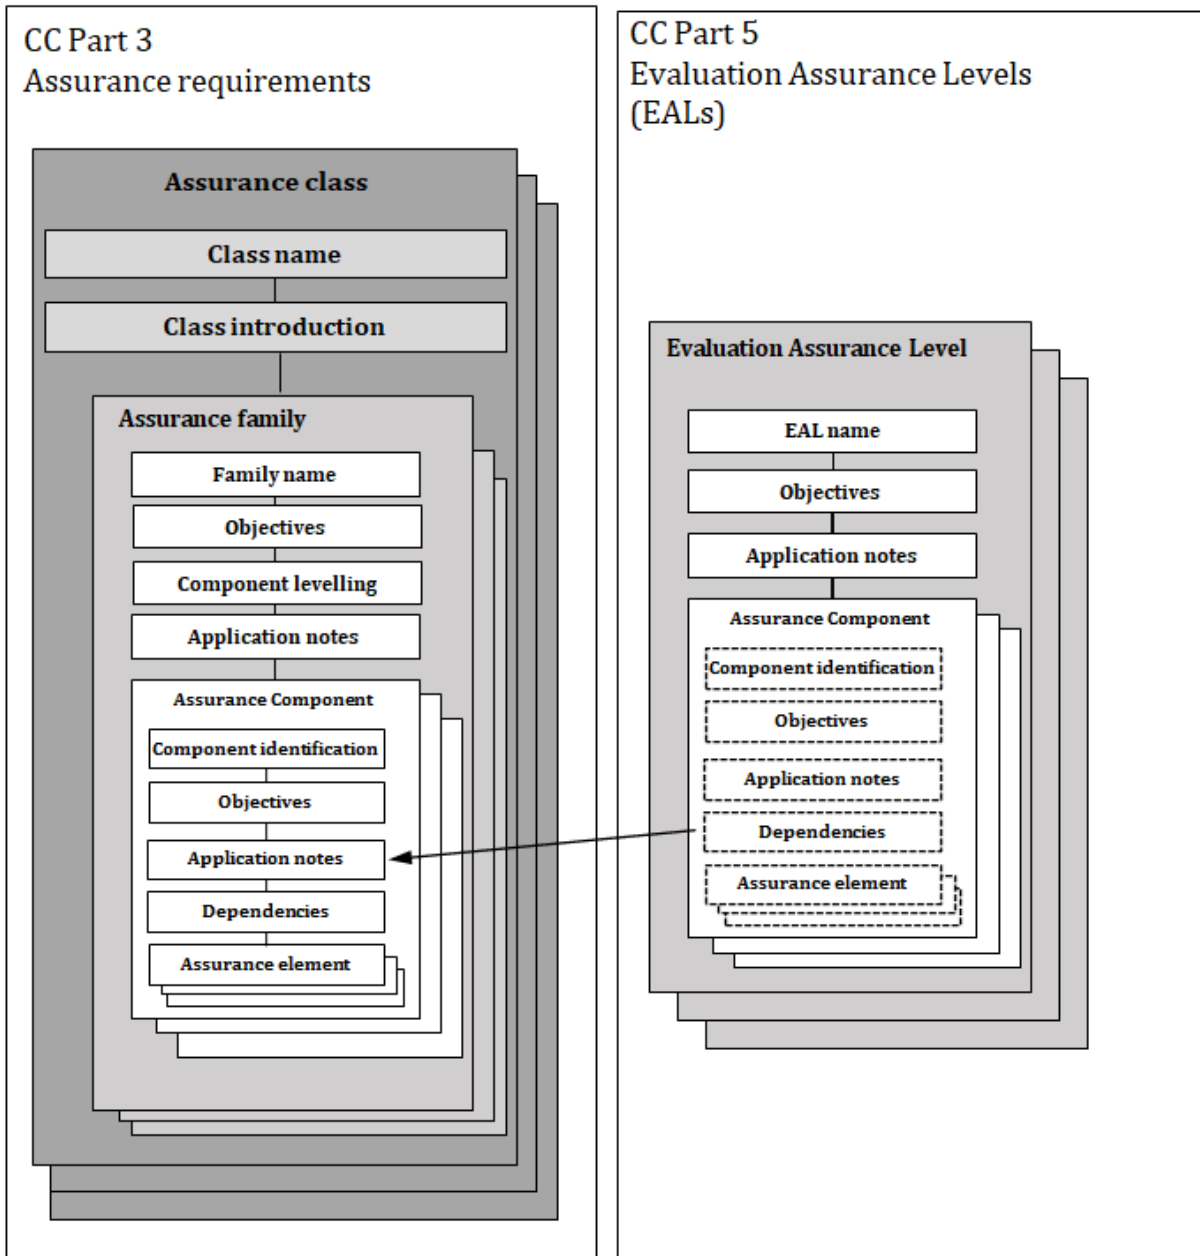 CC Part 3
Assurance requirements
Assurance class
Class name
Class introduction
Assurance family
Family name
Objectives
Component levelling
Application notes
Assurance Component
Component identification
Objectives
Application notes
Dependencies
Assurance element
CC Part 5
Evaluation Assurance Levels
(EALs)
Evaluation Assurance Level
EAL name
Objectives
Application notes
Assurance Component
Component identification
Objectives
Application notes
Dependencies
Assurance element